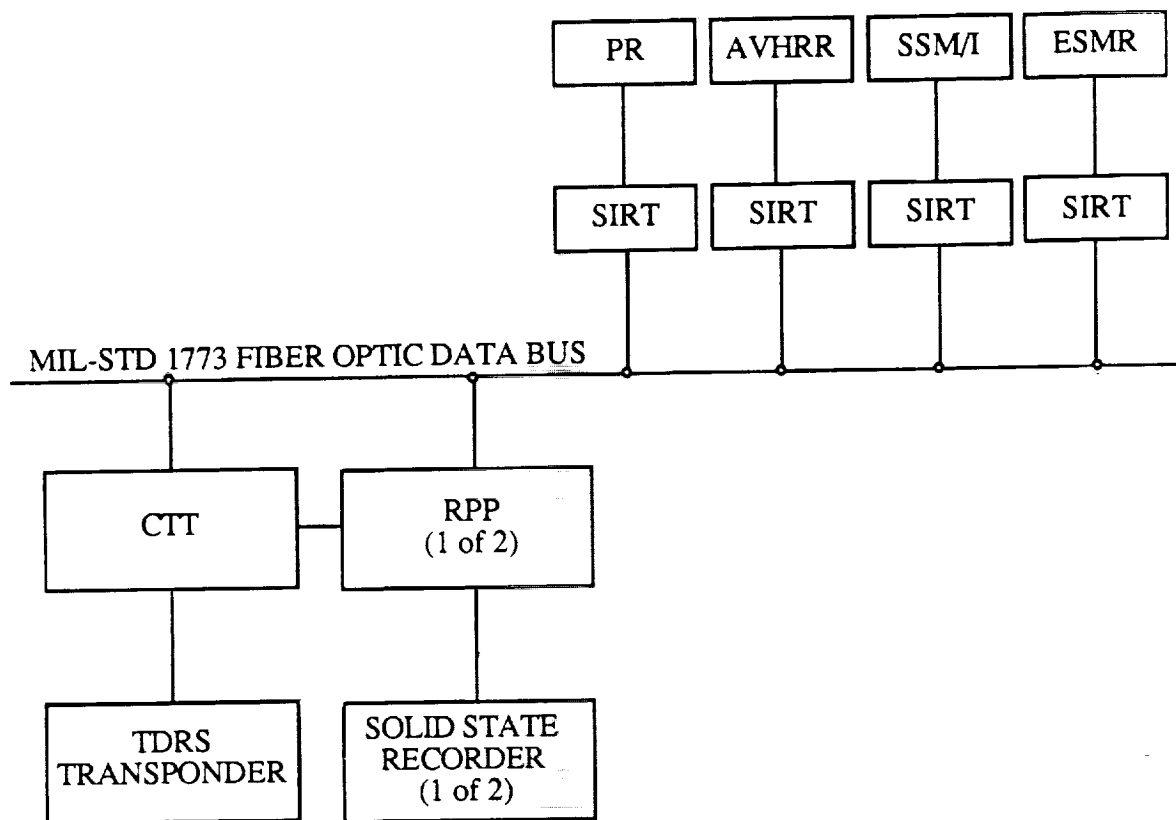 PR
AVHRR
SSM/I
ESMR
SIRT
SIRT
SIRT
SIRT
MIL-STD 1773 FIBER OPTIC DATA BUS
CTT
RPP
(1 of 2)
TDRS
TRANSPONDER
SOLID STATE
RECORDER
(1 of 2)